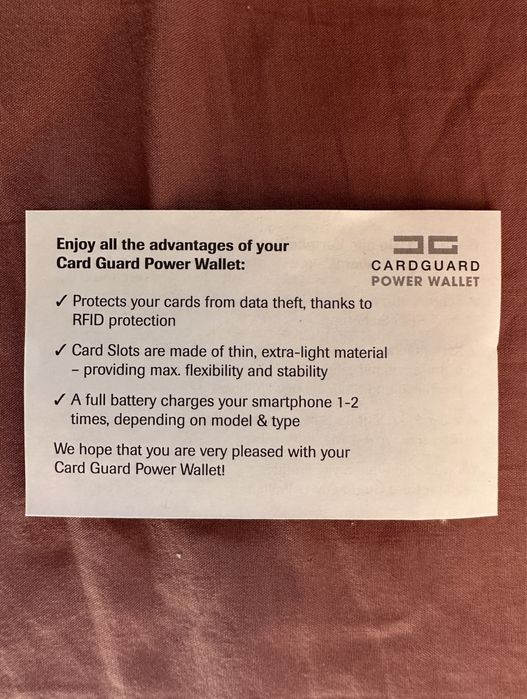 Enjoy all the advantages of your
Card Guard Power Wallet:
CARDGUARD
POWER WALLET
✓ Protects your cards from data theft, thanks to
RFID protection
✓ Card Slots are made of thin, extra-light material
– providing max. flexibility and stability
✓ A full battery charges your smartphone 1-2
times, depending on model & type
We hope that you are very pleased with your
Card Guard Power Wallet!